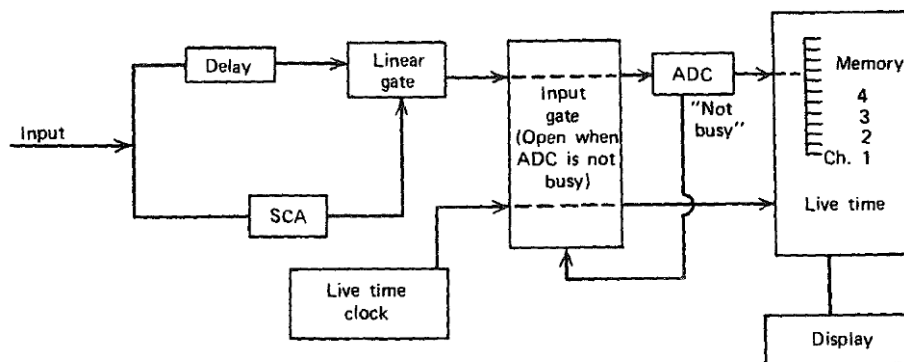 Input
Delay
SCA
Linear
gate
Live time
clock
Input
gate
(Open when
ADC is not
busy)
ADC
"Not
busy"
Memory
4
3
2
Ch. 1
Live time
Display